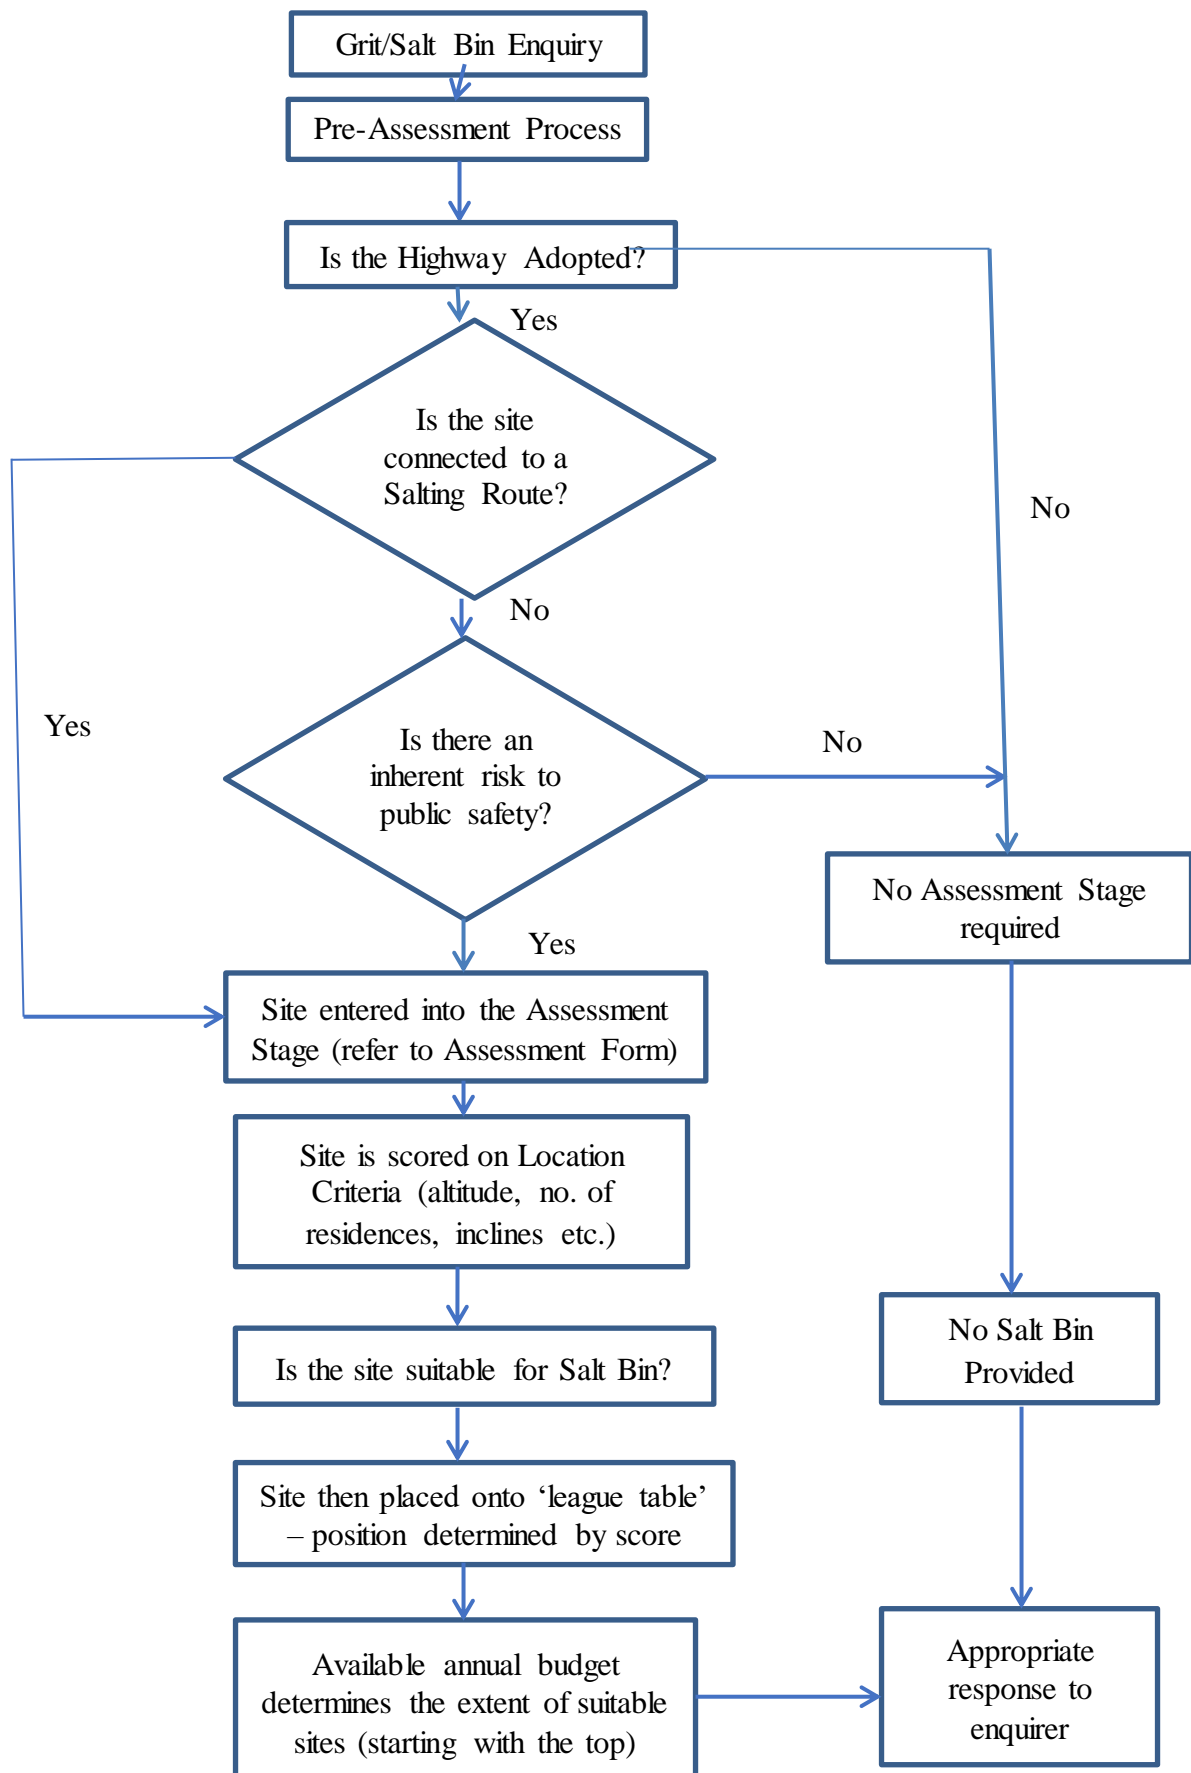 Grit/Salt Bin Enquiry
Pre-Assessment Process
Is the Highway Adopted?
Yes
Is the site
connected to a
Salting Route?
No
No
Yes
Is there an
inherent risk to
public safety?
No
Yes
No Assessment Stage
required
Site entered into the Assessment
Stage (refer to Assessment Form)
Site is scored on Location
Criteria (altitude, no. of
residences, inclines etc.)
Is the site suitable for Salt Bin?
No Salt Bin
Provided
Site then placed onto ‘league table’
– position determined by score
Available annual budget
determines the extent of suitable
sites (starting with the top)
Appropriate
response to
enquirer